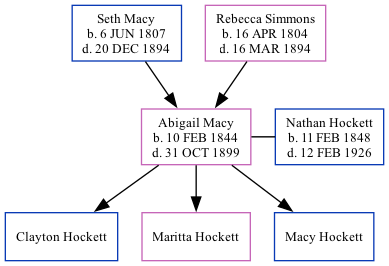 Seth Macy
b. 6 JUN 1807
d. 20 DEC 1894
Rebecca Simmons
b. 16 APR 1804
d. 16 MAR 1894
Abigail Macy
b. 10 FEB 1844
d. 31 OCT 1899
Nathan Hockett
b. 11 FEB 1848
d. 12 FEB 1926
Clayton Hockett
Maritta Hockett
Macy Hockett